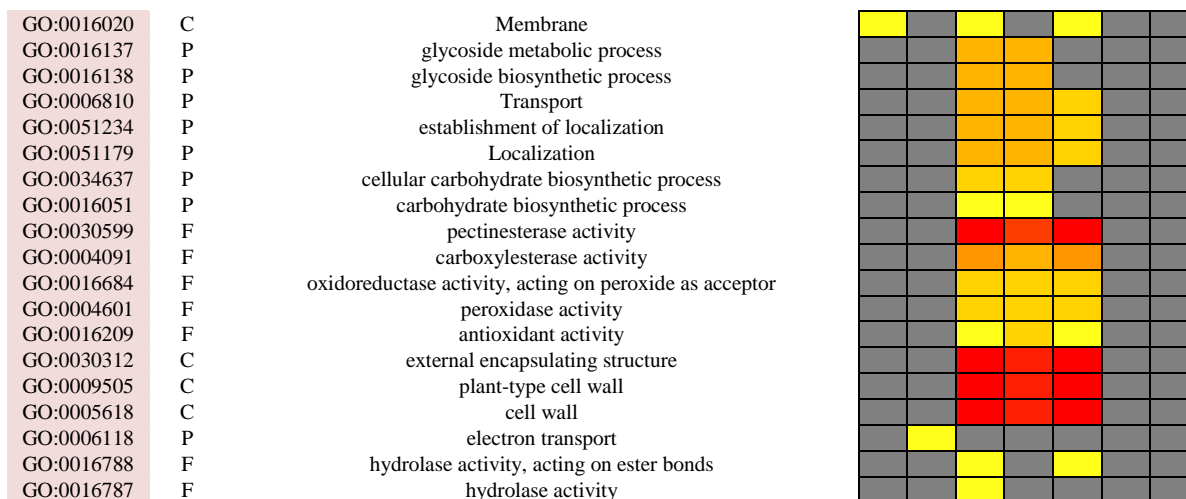 GO:0016020 C Membrane
GO:0016137 P glycoside metabolic process
GO:0016138 P glycoside biosynthetic process
GO:0006810 P Transport
GO:0051234 P establishment of localization
GO:0051179 P Localization
GO:0034637 P cellular carbohydrate biosynthetic process
GO:0016051 P carbohydrate biosynthetic process
GO:0030599 F pectinesterase activity
GO:0004091 F carboxylesterase activity
GO:0016684 F oxidoreductase activity, acting on peroxide as acceptor
GO:0004601 F peroxidase activity
GO:0016209 F antioxidant activity
GO:0030312 C external encapsulating structure
GO:0009505 C plant-type cell wall
GO:0005618 C cell wall
GO:0006118 P electron transport
GO:0016788 F hydrolase activity, acting on ester bonds
GO:0016787 F hydrolase activity